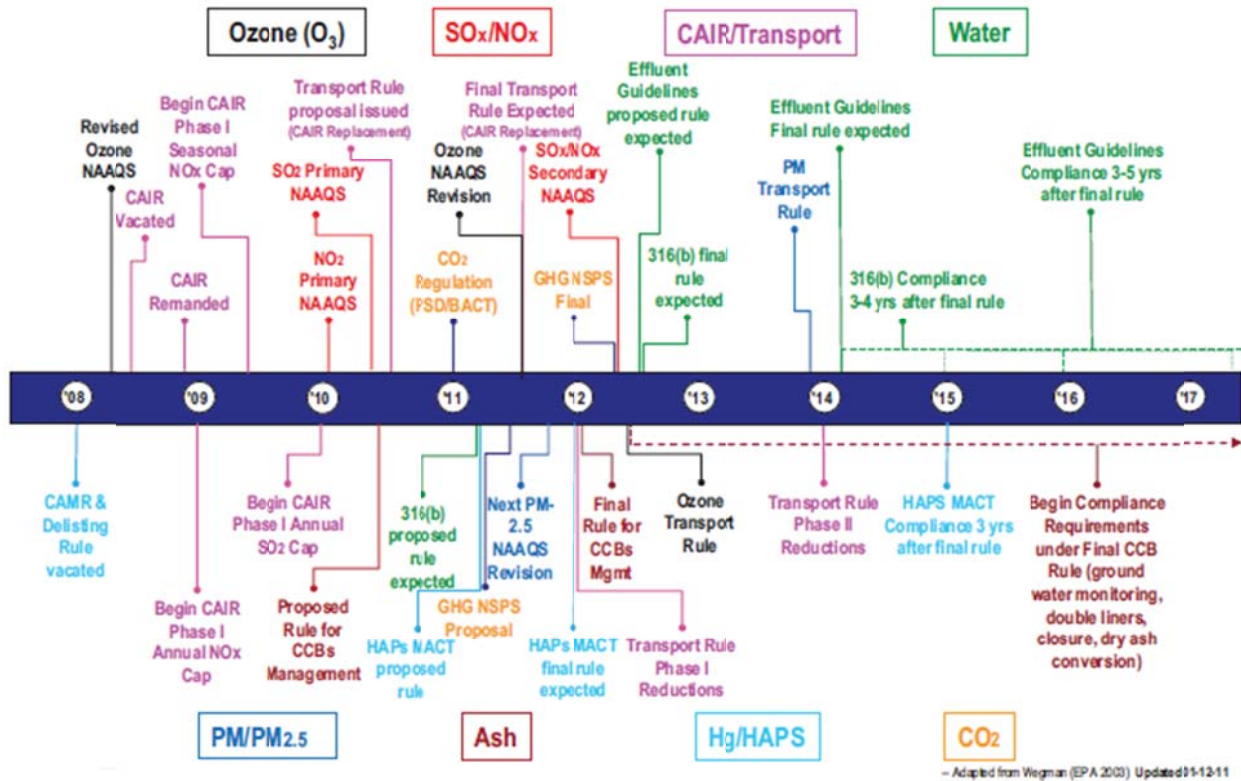 Ozone (O3)
SOx/NOx
CAIR/Transport
Water
Revised
Ozone
NAAQS
CAIR
Vacated
Begin CAIR
Phase I
Seasonal
NOx Cap
CAIR
Remanded
Transport Rule
proposal issued
(CAIR Replacement)
SO2 Primary
NAAQS
NO2
Primary
NAAQS
Final Transport
Rule Expected
(CAIR Replacement)
Ozone
NAAQS
Revision
CO2
Regulation
(PSD/BACT)
SOx/NOx
Secondary
NAAQS
GHG NSPS
Final
Effluent
Guidelines
proposed rule
expected
316(b) final
rule
expected
PM
Transport
Rule
Effluent Guidelines
Final rule expected
316(b) Compliance
3-4 yrs after final rule
Effluent Guidelines
Compliance 3-5 yrs
after final rule
'08
'09
'10
'11
'12
'13
'14
'15
'16
'17
CAMR &
Delisting
Rule
vacated
Begin CAIR
Phase I
Annual NOx
Cap
Begin CAIR
Phase I Annual
SO2 Cap
Proposed
Rule for
CCBs
Management
316(b)
proposed
rule
expected
HAPs MACT
proposed
rule
GHG NSPS
Proposal
Next PM-
2.5
NAAQS
Revision
HAPs MACT
final rule
expected
Final
Rule for
CCBs
Mgmt
Transport Rule
Phase I
Reductions
Ozone
Transport
Rule
Transport Rule
Phase II
Reductions
HAPS MACT
Compliance 3 yrs
after final rule
Begin Compliance
Requirements
under Final CCB
Rule (ground
water monitoring,
double liners,
closure, dry ash
conversion)
PM/PM2.5
Ash
Hg/HAPS
CO2
-- Adapted from Wegman (EPA 2003) Updated 01-12-11